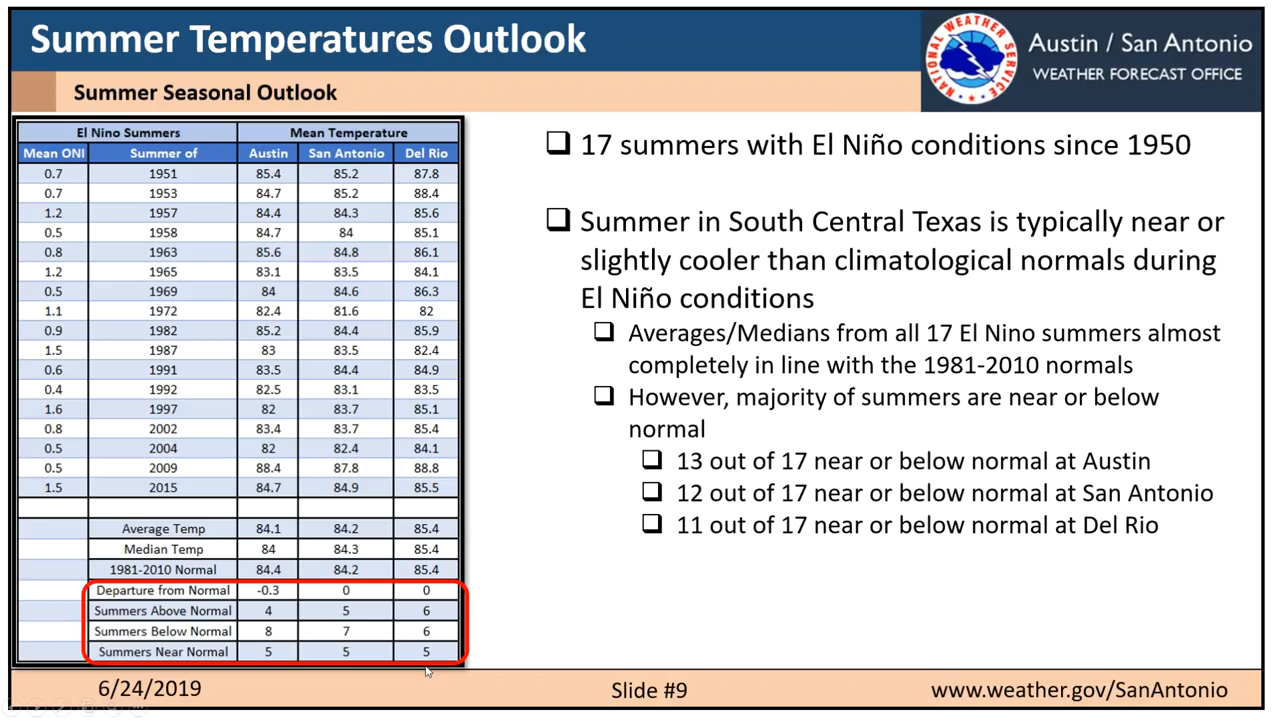 Summer Temperatures Outlook
NATIONAL WEATHER SERVICE
Austin / San Antonio
WEATHER FORECAST OFFICE
Summer Seasonal Outlook
El Nino Summers Mean Temperature
Mean ONI Summer of Austin San Antonio Del Rio
0.7 1951 85.4 85.2 87.8
0.7 1953 84.7 85.2 88.4
1.2 1957 84.4 84.3 85.6
0.5 1958 84.7 84 85.1
0.8 1963 85.6 84.8 86.1
1.2 1965 83.1 83.5 84.1
0.5 1969 84 84.6 86.3
1.1 1972 82.4 81.6 82
0.9 1982 85.2 84.4 85.9
1.5 1987 83 83.5 82.4
0.6 1991 83.5 84.4 84.9
0.4 1992 82.5 83.1 83.5
1.6 1997 82 83.7 85.1
0.8 2002 83.4 83.7 85.4
0.5 2004 82 82.4 84.1
0.5 2009 88.4 87.8 88.8
1.5 2015 84.7 84.9 85.5
Average Temp 84.1 84.2 85.4
Median Temp 84 84.3 85.4
1981-2010 Normal 84.4 84.2 85.4
Departure from Normal -0.3 0 0
Summers Above Normal 4 5 6
Summers Below Normal 8 7 6
Summers Near Normal 5 5 5
17 summers with El Niño conditions since 1950
Summer in South Central Texas is typically near or
slightly cooler than climatological normals during
El Niño conditions
Averages/Medians from all 17 El Nino summers almost
completely in line with the 1981-2010 normals
However, majority of summers are near or below
normal
13 out of 17 near or below normal at Austin
12 out of 17 near or below normal at San Antonio
11 out of 17 near or below normal at Del Rio
6/24/2019
Slide #9
www.weather.gov/SanAntonio